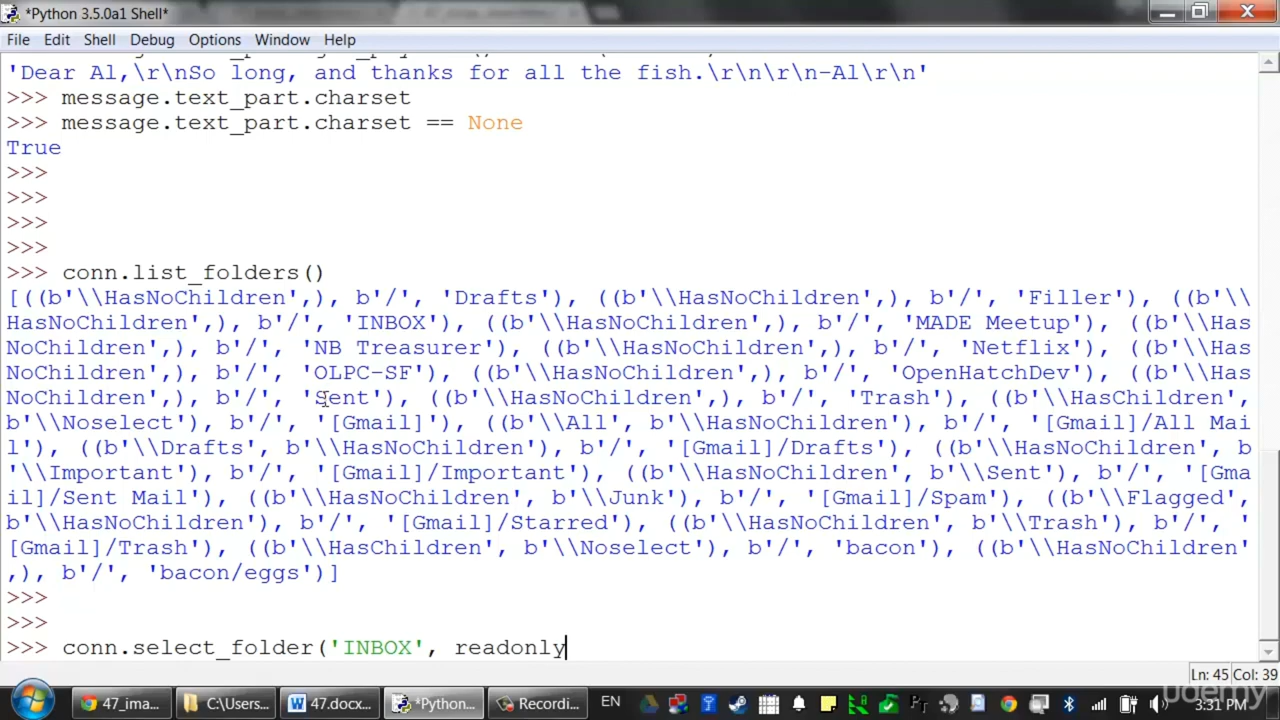 *Python 3.5.0a1 Shell*
File Edit Shell Debug Options Window Help
'Dear Al,\r\nSo long, and thanks for all the fish.\r\n\r\n-Al\r\n'
>>> message.text_part.charset
>>> message.text_part.charset == None
True
>>>
>>>
>>>
>>>
>>> conn.list_folders()
[((b'\\HasNoChildren',), b'/', 'Drafts'), ((b'\\HasNoChildren',), b'/', 'Filler'), ((b'\\
HasNoChildren',), b'/', 'INBOX'), ((b'\\HasNoChildren',), b'/', 'MADE Meetup'), ((b'\\Has
NoChildren',), b'/', 'NB Treasurer'), ((b'\\HasNoChildren',), b'/', 'Netflix'), ((b'\\Has
NoChildren',), b'/', 'OLPC-SF'), ((b'\\HasNoChildren',), b'/', 'OpenHatchDev'), ((b'\\Has
NoChildren',), b'/', 'Sent'), ((b'\\HasNoChildren',), b'/', 'Trash'), ((b'\\HasChildren',
b'\\Noselect'), b'/', '[Gmail]'), ((b'\\All', b'\\HasNoChildren'), b'/', '[Gmail]/All Mai
l'), ((b'\\Drafts', b'\\HasNoChildren'), b'/', '[Gmail]/Drafts'), ((b'\\HasNoChildren', b
'\\Important'), b'/', '[Gmail]/Important'), ((b'\\HasNoChildren', b'\\Sent'), b'/', '[Gma
il]/Sent Mail'), ((b'\\HasNoChildren', b'\\Junk'), b'/', '[Gmail]/Spam'), ((b'\\Flagged',
b'\\HasNoChildren'), b'/', '[Gmail]/Starred'), ((b'\\HasNoChildren', b'\\Trash'), b'/', '
[Gmail]/Trash'), ((b'\\HasChildren', b'\\Noselect'), b'/', 'bacon'), ((b'\\HasNoChildren'
,), b'/', 'bacon/eggs')]
>>>
>>>
>>> conn.select_folder('INBOX', readonly
Ln: 45 Col: 39
47_ima... C:\Users... 47.docx... *Python... Recordi... EN 3:31 PM
udemy